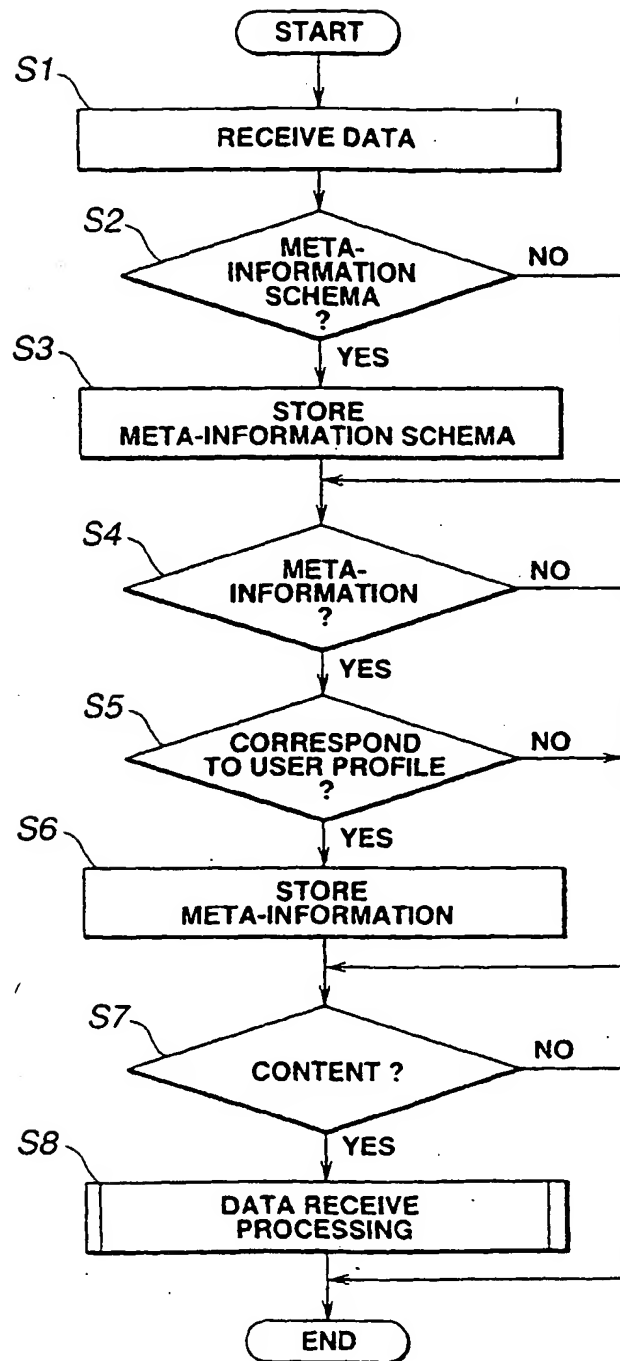 START
S1
RECEIVE DATA
S2
META-
INFORMATION
SCHEMA
?
NO
YES
S3
STORE
META-INFORMATION SCHEMA
S4
META-
INFORMATION
?
NO
YES
S5
CORRESPOND
TO USER PROFILE
?
NO
YES
S6
STORE
META-INFORMATION
S7
CONTENT ?
NO
YES
S8
DATA RECEIVE
PROCESSING
END